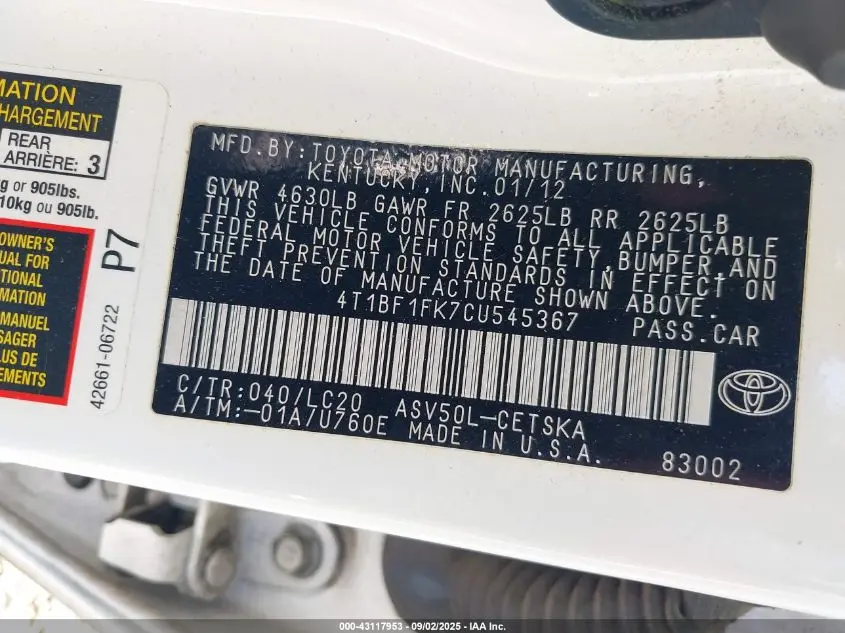 MATION
CHARGEMENT
REAR
ARRIÈRE: 3
g or 905lbs.
10kg ou 905lb.
OWNER'S
UAL FOR
TIONAL
RMATION
MANUEL
SAGER
LUS DE
EMENTS
P7
42661-06722
MFD.BY:TOYOTA MOTOR MANUFACTURING,
KENTUCKY,INC.01/12
GVWR 4630LB GAWR FR 2625LB RR 2625LB
THIS VEHICLE CONFORMS TO ALL APPLICABLE
FEDERAL MOTOR VEHICLE SAFETY,BUMPER,AND
THEFT PREVENTION STANDARDS IN EFFECT ON
THE DATE OF MANUFACTURE SHOWN ABOVE.
4T1BF1FK7CU545367 PASS.CAR
C/TR:040/LC20 ASV50L-CETSKA
A/TM:-01A/U760E MADE IN U.S.A.
83002
000-43117953 - 09/02/2025 - IAA Inc.